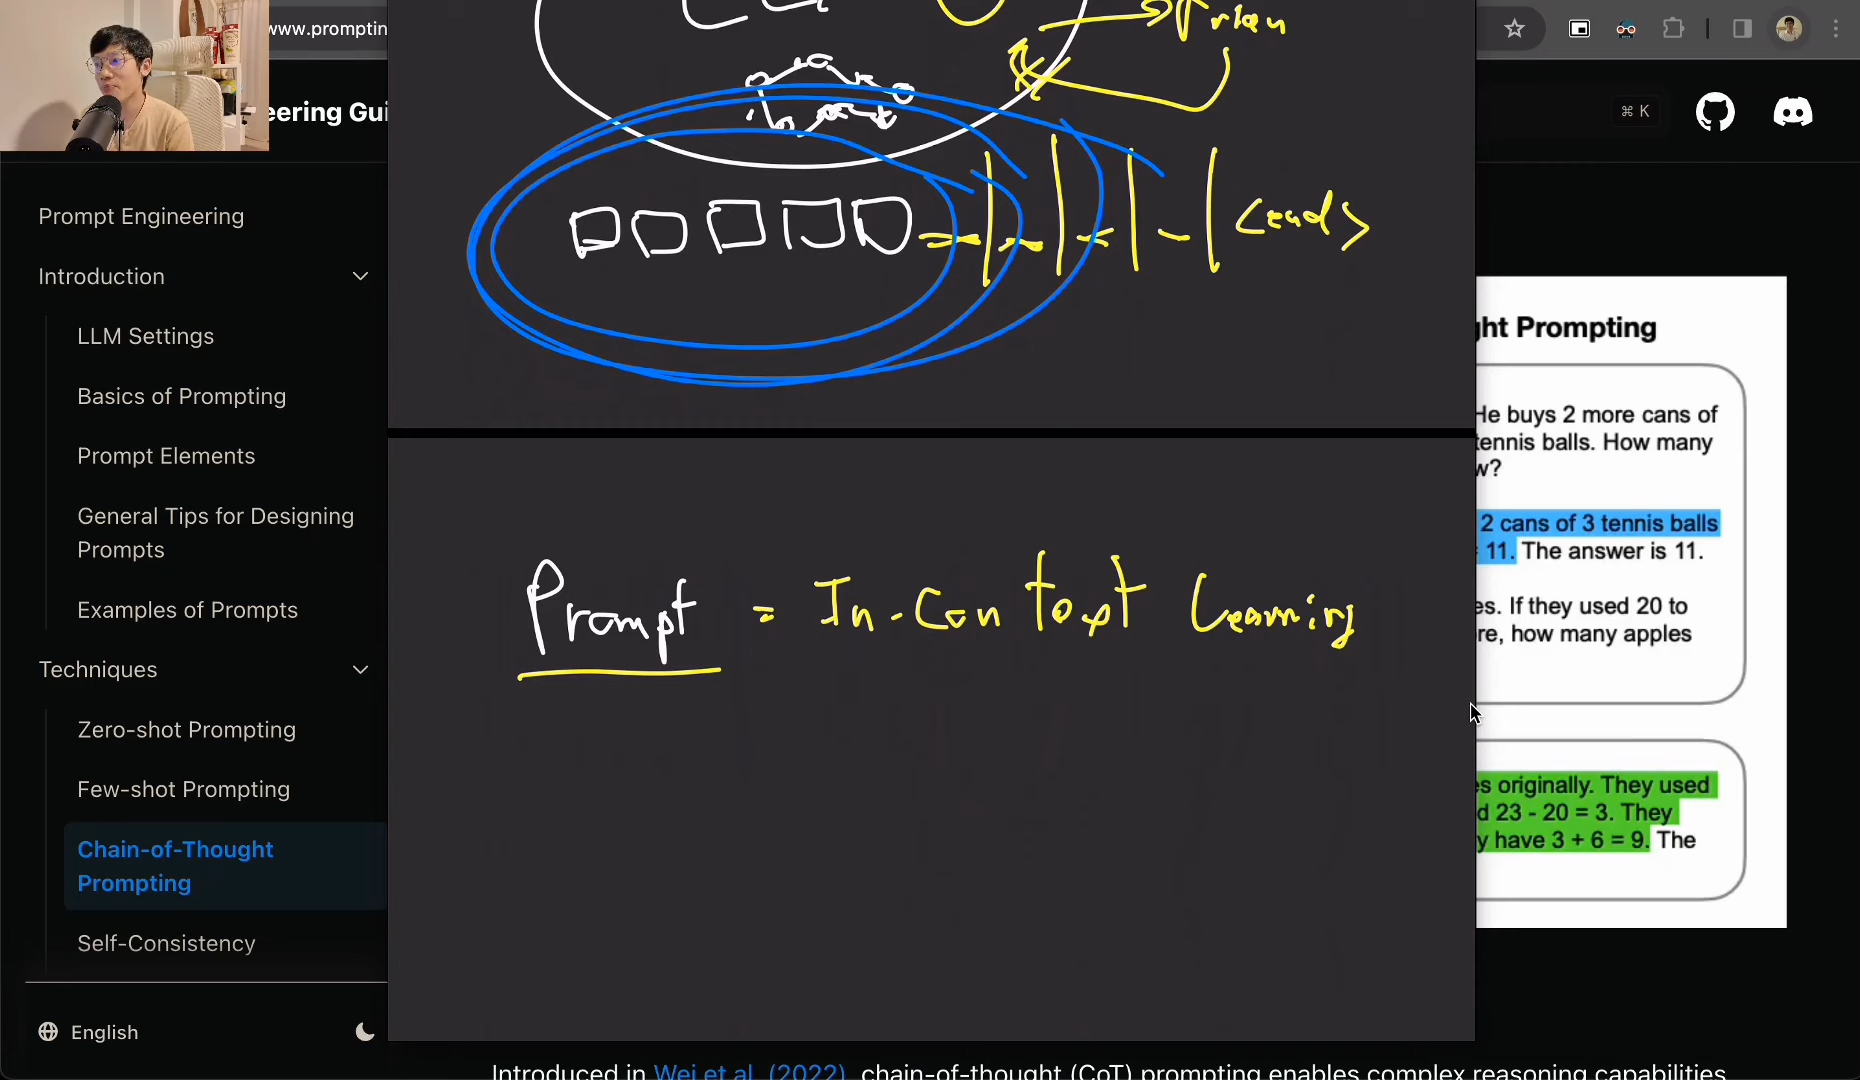 www.promptin
eering Gui
⌘ K
Prompt Engineering
Introduction
LLM Settings
Basics of Prompting
Prompt Elements
General Tips for Designing
Prompts
Examples of Prompts
Techniques
Zero-shot Prompting
Few-shot Prompting
Chain-of-Thought
Prompting
Self-Consistency
English
<end>
Prompt = In-Context Learning
ht Prompting
He buys 2 more cans of
tennis balls. How many
w?
2 cans of 3 tennis balls
= 11. The answer is 11.
es. If they used 20 to
re, how many apples
s originally. They used
d 23 - 20 = 3. They
y have 3 + 6 = 9. The
Introduced in Wei et al. (2022), chain-of-thought (CoT) prompting enables complex reasoning capabilities